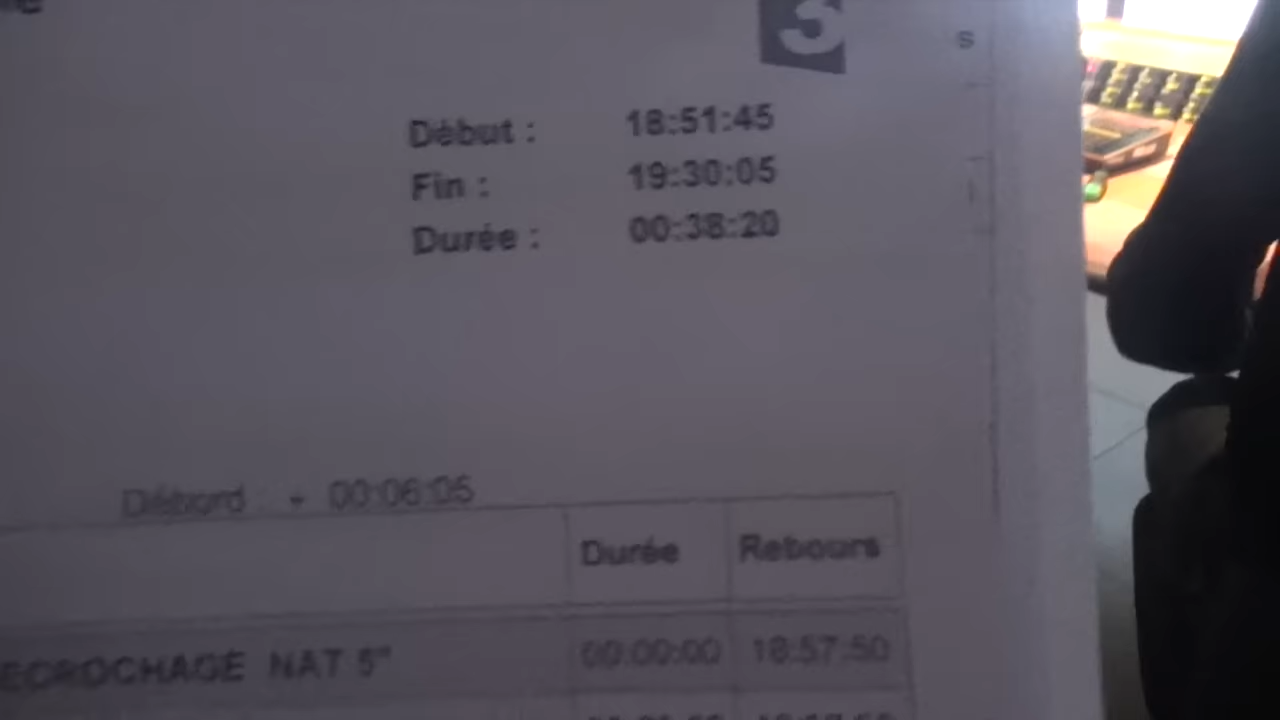 3
s
Début : 18:51:45
Fin : 19:30:05
Durée : 00:38:20
Débord + 00:06:05
Durée Rebours
ECROCHAGE NAT 5" 00:00:00 18:57:50